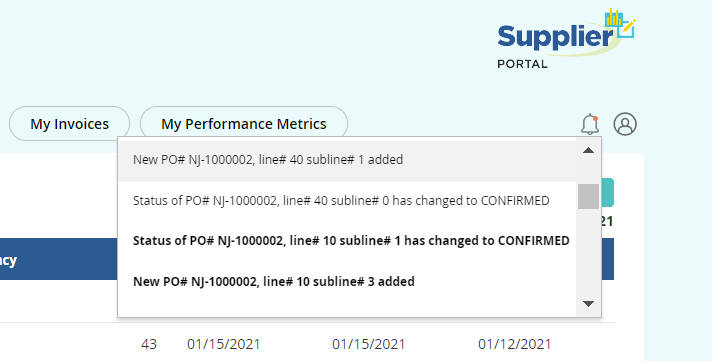 Supplier
PORTAL
My Invoices
My Performance Metrics
New PO# NJ-1000002, line# 40 subline# 1 added
Status of PO# NJ-1000002, line# 40 subline# 0 has changed to CONFIRMED
21
Status of PO# NJ-1000002, line# 10 subline# 1 has changed to CONFIRMED
ncy
New PO# NJ-1000002, line# 10 subline# 3 added
43 01/15/2021 01/15/2021 01/12/2021